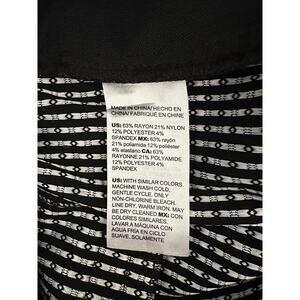 MADE IN CHINA/HECHO EN
CHINA/ FABRIQUÉ EN CHINE
US: 63% RAYON 21% NYLON
12% POLYESTER 4%
SPANDEX MX: 63% rayón
21% poliamida 12% poliéster
4% elastano CA: 63%
RAYONNE 21% POLYAMIDE
12% POLYESTER 4%
SPANDEX
US: WITH SIMILAR COLORS.
MACHINE WASH COLD,
GENTLE CYCLE. ONLY
NON-CHLORINE BLEACH.
LINE DRY. WARM IRON. MAY
BE DRY CLEANED MX: CON
COLORES SIMILARES
LAVAR A MÁQUINA CON
AGUA FRÍA EN CICLO
SUAVE. SOLAMENTE